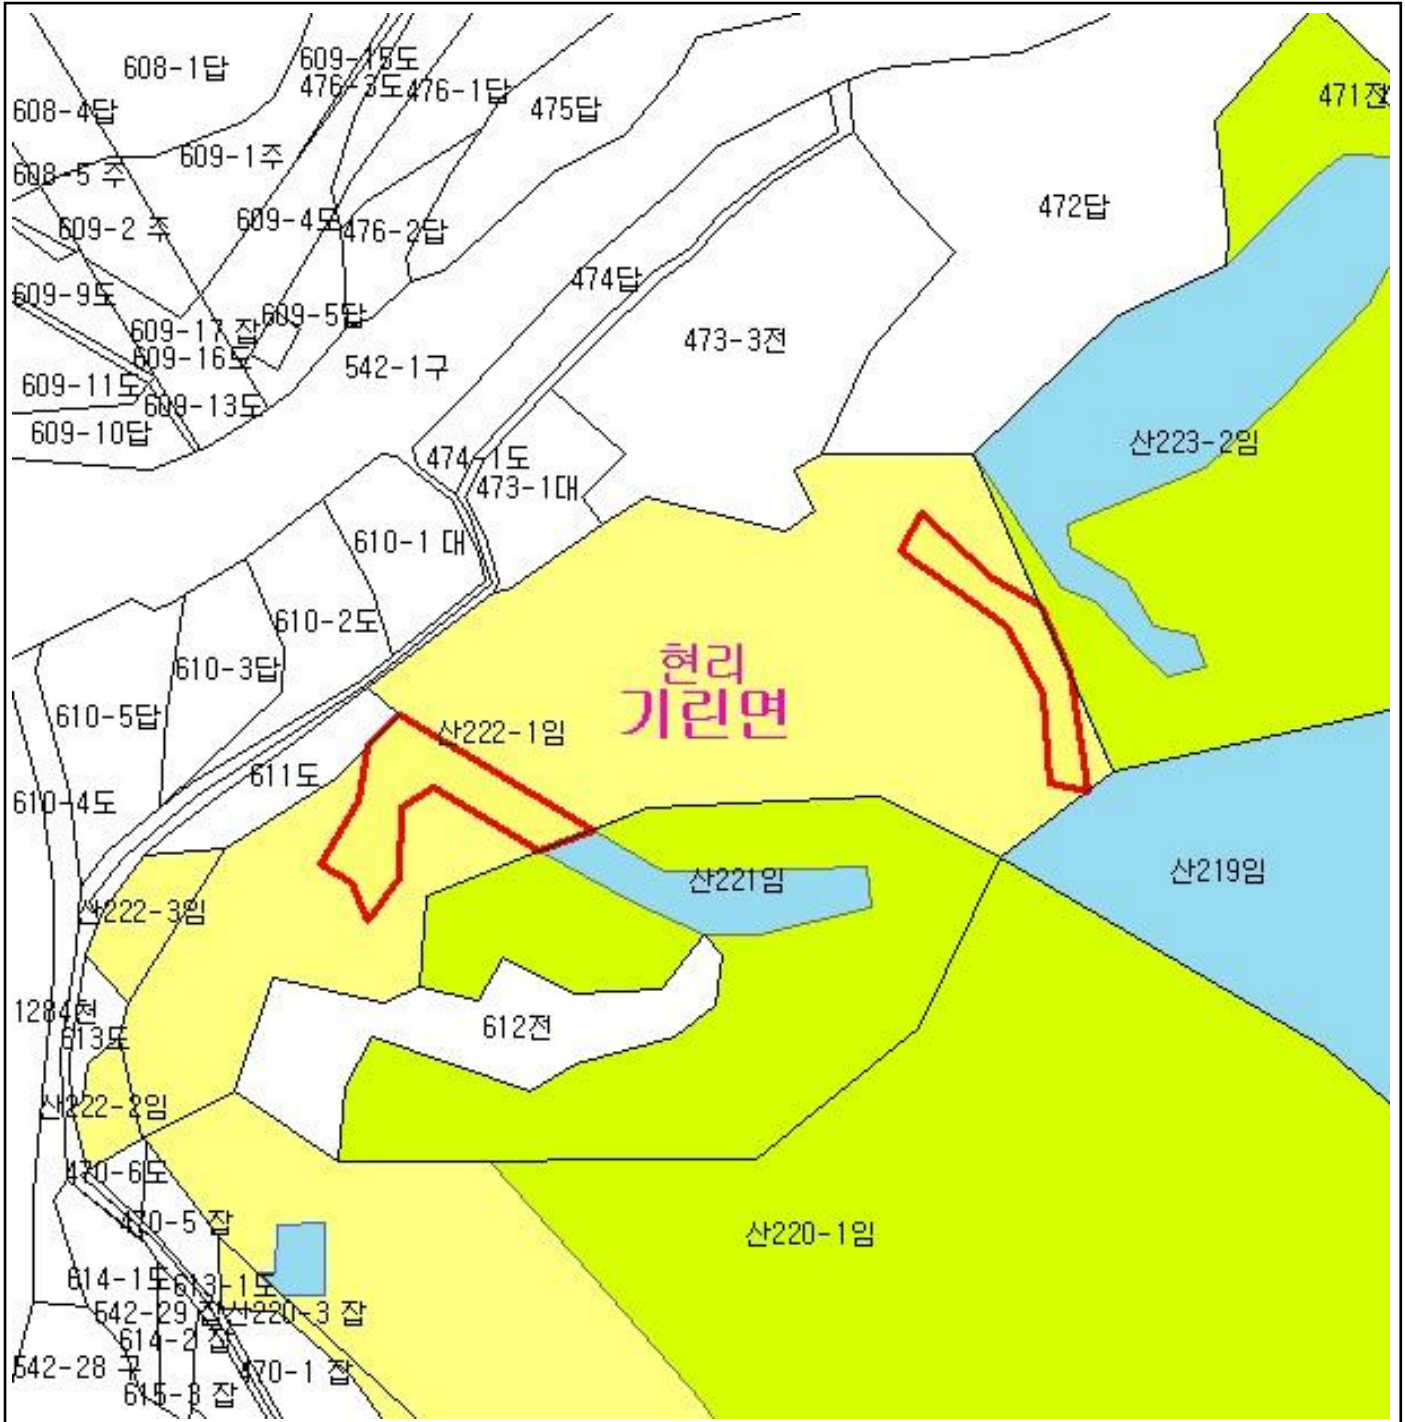 608-1답
609-15도
476-3도
476-1답
475답
471전
608-4답
609-1주
608-5 주
609-2 주
609-4도
476-2답
472답
474답
609-9도
609-5답
609-17 잡
609-16도
542-1구
473-3전
609-11도
609-13도
609-10답
474-1도
473-1대
산223-2임
610-1 대
610-2도
610-3답
현리
기린면
610-5답
산222-1임
611도
610-4도
산221임
산219임
산222-3임
1284천
613도
612전
산222-2임
470-6도
470-5 잡
산220-1임
614-1도
613-1도
542-29 잡
산220-3 잡
614-2 잡
542-28 구
470-1 잡
615-3 잡